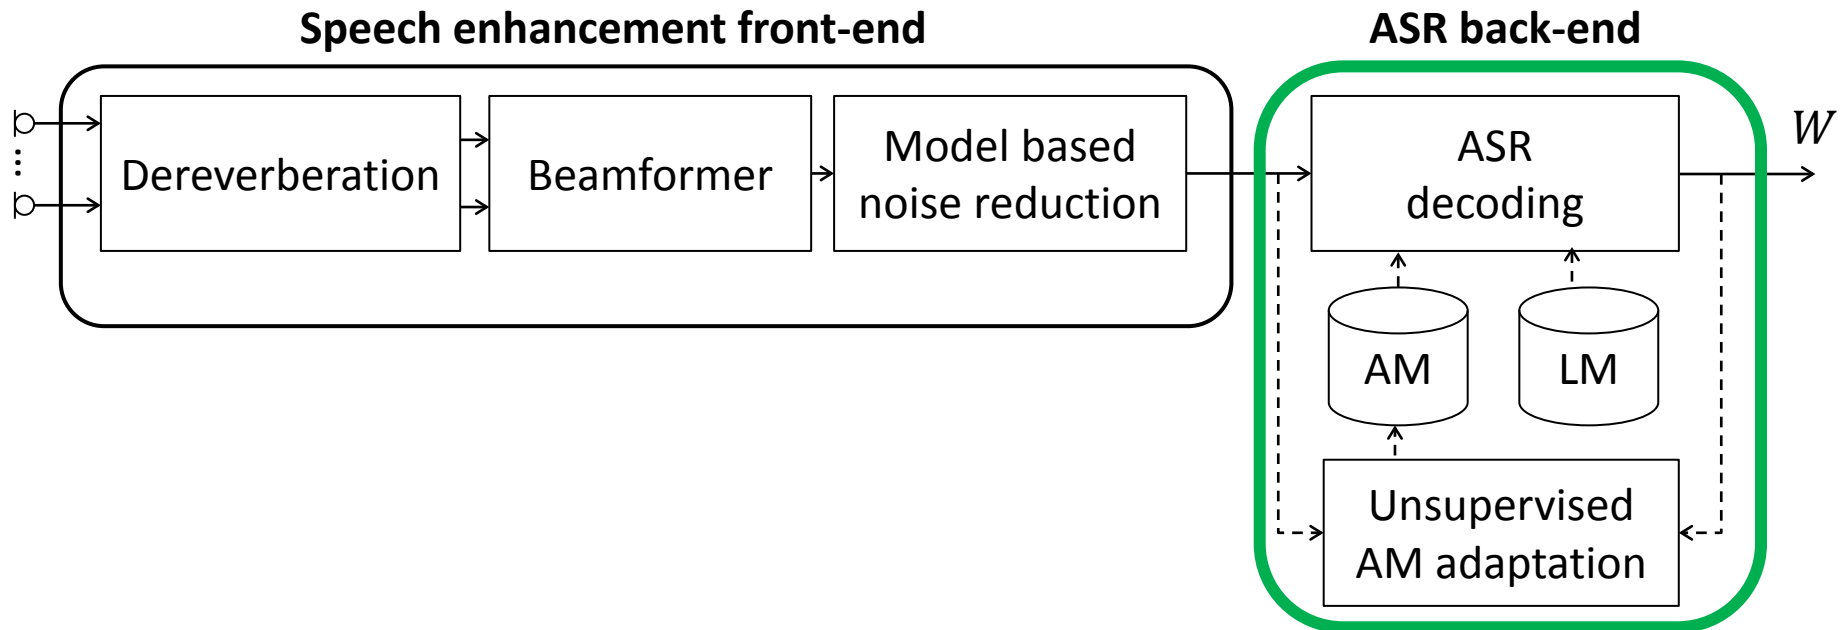 Speech enhancement front-end
ASR back-end
Dereverberation
Beamformer
Model based
noise reduction
ASR
decoding
W
AM
LM
Unsupervised
AM adaptation